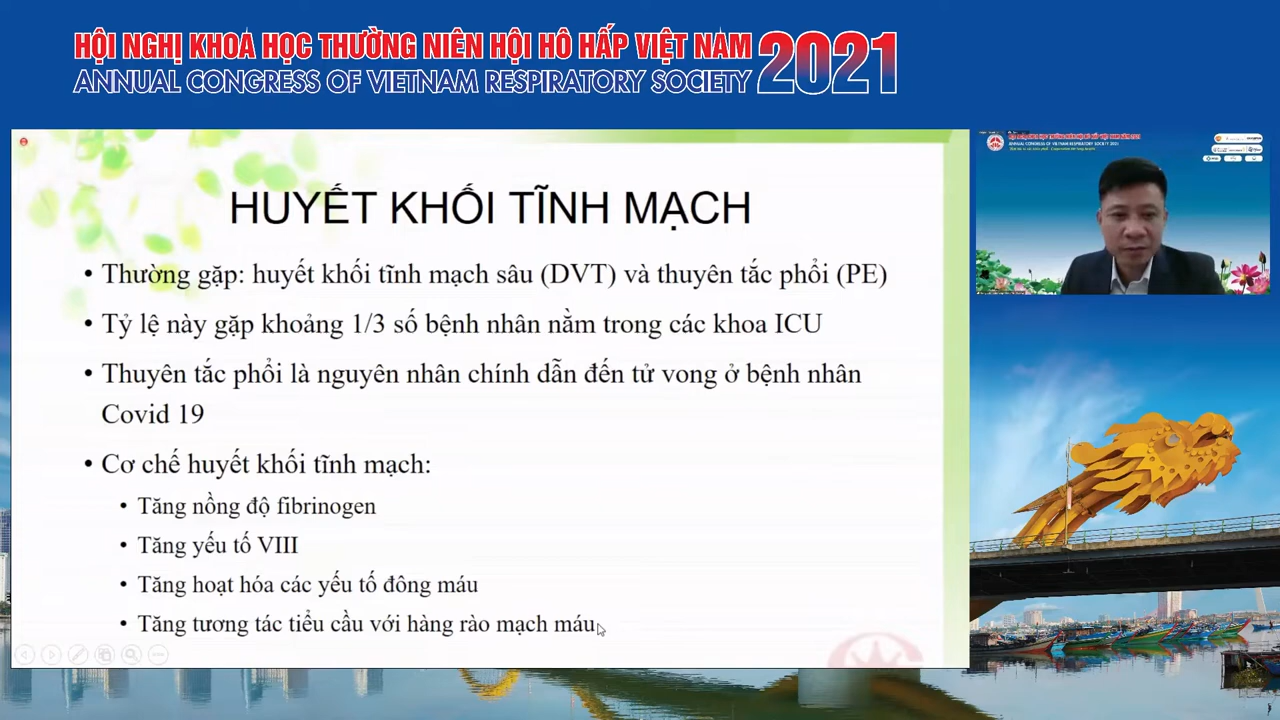 HỘI NGHỊ KHOA HỌC THƯỜNG NIÊN HỘI HÔ HẤP VIỆT NAM 2021
ANNUAL CONGRESS OF VIETNAM RESPIRATORY SOCIETY
HUYẾT KHỐI TĨNH MẠCH
• Thường gặp: huyết khối tĩnh mạch sâu (DVT) và thuyên tắc phổi (PE)
• Tỷ lệ này gặp khoảng 1/3 số bệnh nhân nằm trong các khoa ICU
• Thuyên tắc phổi là nguyên nhân chính dẫn đến tử vong ở bệnh nhân
Covid 19
• Cơ chế huyết khối tĩnh mạch:
• Tăng nồng độ fibrinogen
• Tăng yếu tố VIII
• Tăng hoạt hóa các yếu tố đông máu
• Tăng tương tác tiểu cầu với hàng rào mạch máu
ANNUAL CONGRESS OF VIETNAM RESPIRATORY SOCIETY 2021